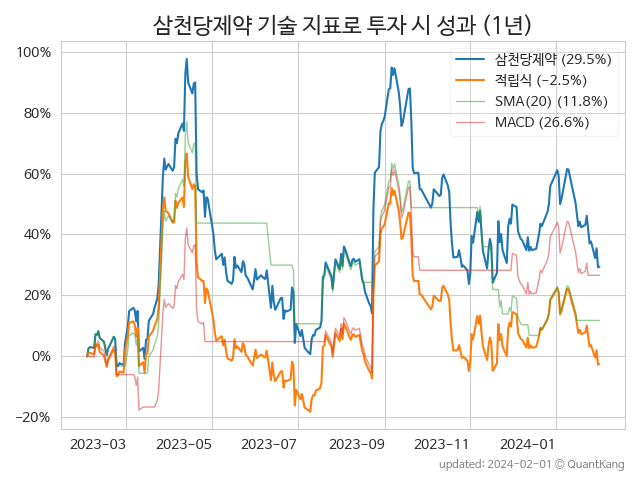 삼천당제약 기술 지표로 투자 시 성과 (1년)
100%
80%
60%
40%
20%
0%
−20%
삼천당제약 (29.5%)
적립식 (−2.5%)
SMA(20) (11.8%)
MACD (26.6%)
2023-03 2023-05 2023-07 2023-09 2023-11 2024-01
updated: 2024-02-01 © QuantKang